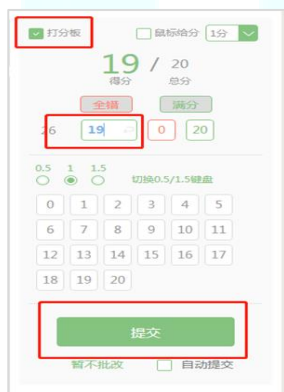 打分板 鼠标给分 1分
19 / 20
得分 总分
全错 满分
26 19 0 20
0.5 1 1.5
切换0.5/1.5键盘
0 1 2 3 4 5
6 7 8 9 10 11
12 13 14 15 16 17
18 19 20
提交
暂不批改 自动提交